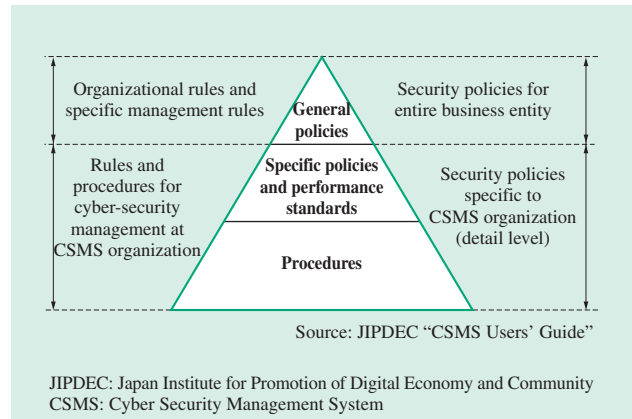 Organizational rules and
specific management rules
General
policies
Security policies for
entire business entity
Rules and
procedures for
cyber-security
management at
CSMS organization
Specific policies
and performance
standards
Procedures
Security policies
specific to
CSMS organization
(detail level)
Source: JIPDEC “CSMS Users’ Guide”
JIPDEC: Japan Institute for Promotion of Digital Economy and Community
CSMS: Cyber Security Management System